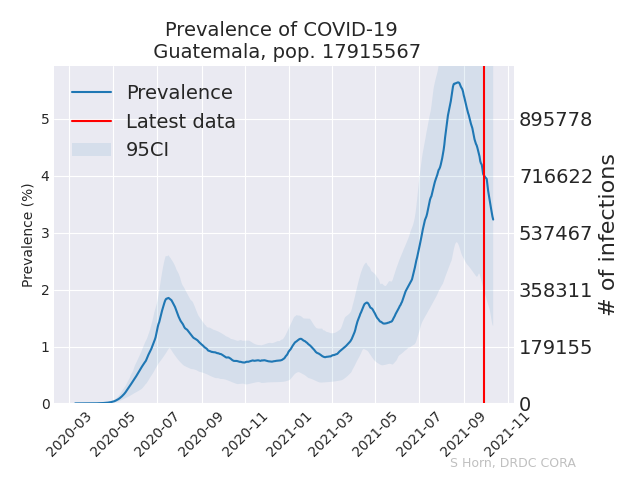 Prevalence of COVID-19
Guatemala, pop. 17915567
Prevalence
Latest data
95CI
Prevalence (%)
5
4
3
2
1
0
895778
716622
537467
358311
179155
0
# of infections
2020-03
2020-05
2020-07
2020-09
2020-11
2021-01
2021-03
2021-05
2021-07
2021-09
2021-11
S Horn, DRDC CORA